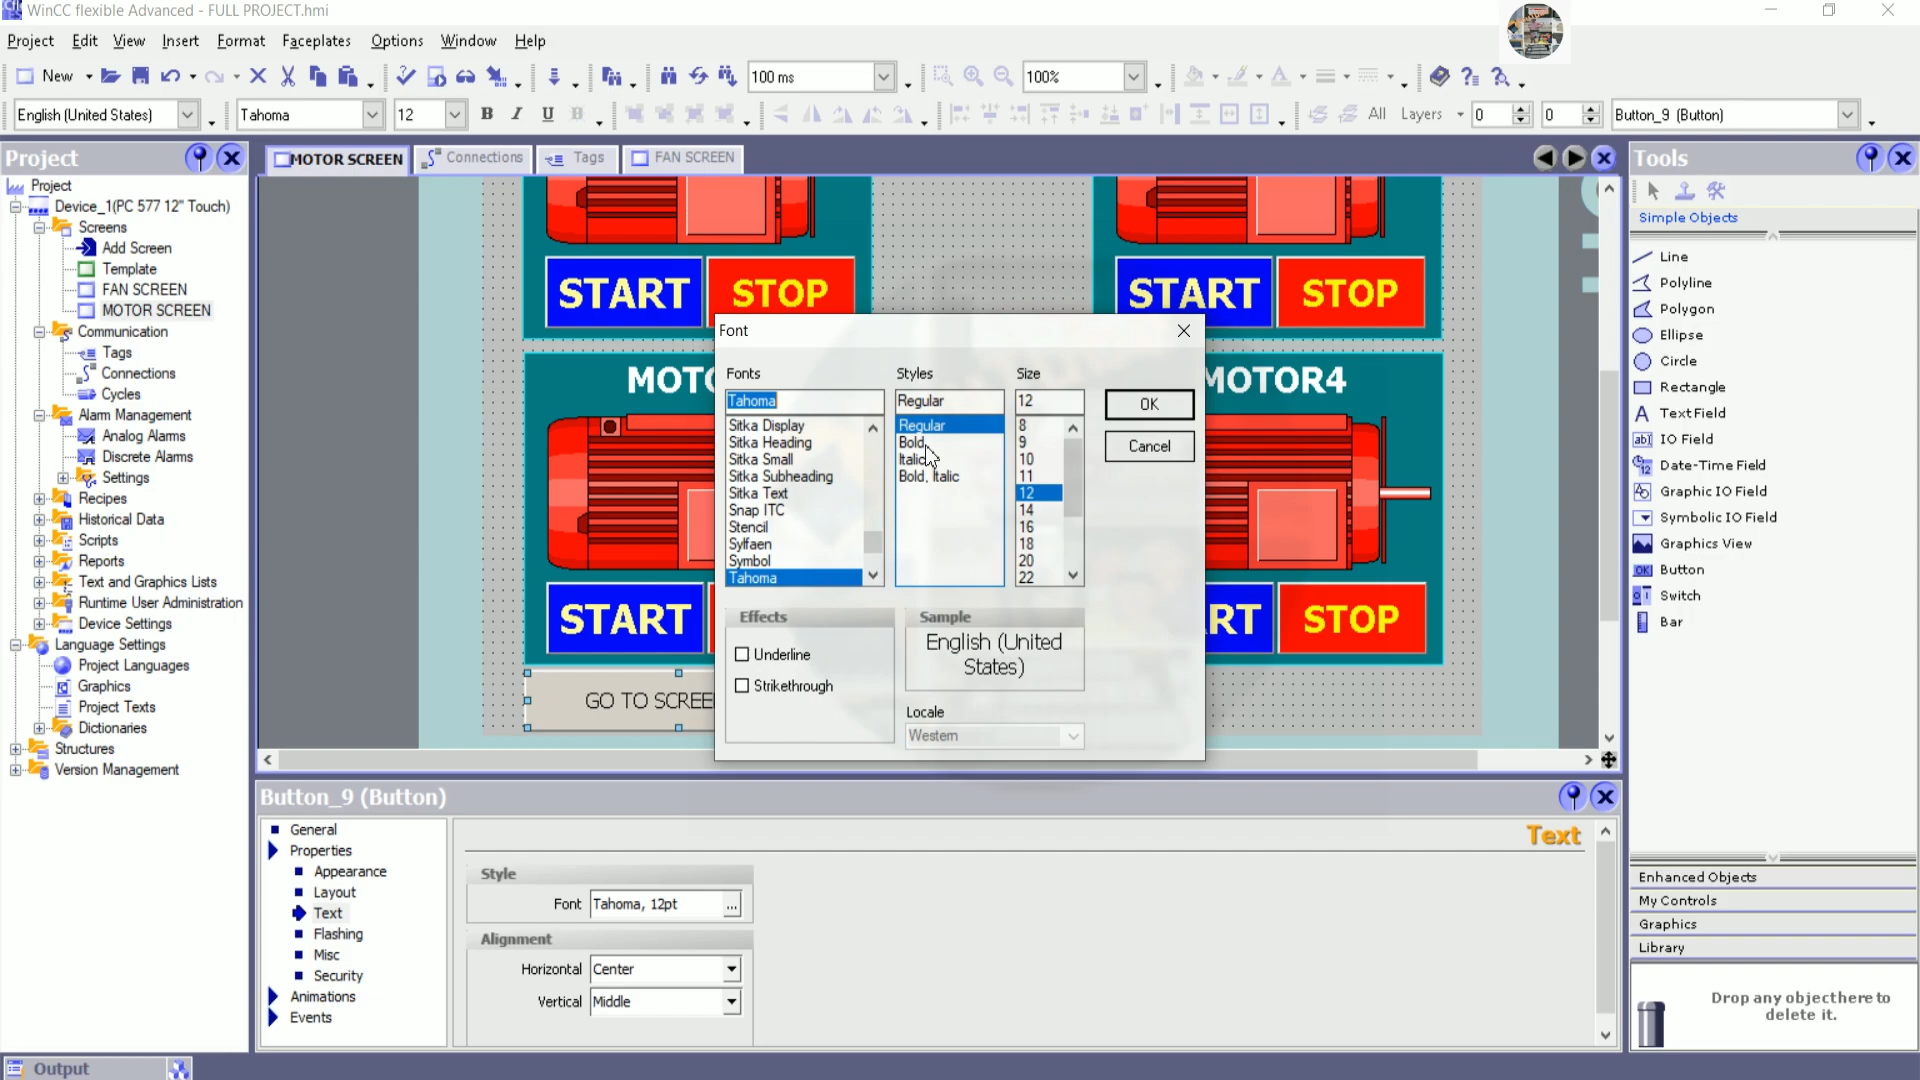 WinCC flexible Advanced - FULL PROJECT.hmi
Project Edit View Insert Format Faceplates Options Window Help
New 100 ms 100%
English (United States) Tahoma 12 B I U B All Layers 0 0 Button_9 (Button)
Project
Project
Device_1(PC 577 12" Touch)
Screens
Add Screen
Template
FAN SCREEN
MOTOR SCREEN
Communication
Tags
Connections
Cycles
Alarm Management
Analog Alarms
Discrete Alarms
Settings
Recipes
Historical Data
Scripts
Reports
Text and Graphics Lists
Runtime User Administration
Device Settings
Language Settings
Project Languages
Graphics
Project Texts
Dictionaries
Structures
Version Management
MOTOR SCREEN Connections Tags FAN SCREEN
START STOP START STOP
MOTOR4
START STOP
GO TO SCREE
Font
Fonts Styles Size
Tahoma Regular 12
Sitka Display
Sitka Heading
Sitka Small
Sitka Subheading
Sitka Text
Snap ITC
Stencil
Sylfaen
Symbol
Tahoma
Regular
Bold
Italic
Bold, Italic
8
9
10
11
12
14
16
18
20
22
OK
Cancel
Effects
Underline
Strikethrough
Sample
English (United
States)
Locale
Western
Button_9 (Button)
General
Properties
Appearance
Layout
Text
Flashing
Misc
Security
Animations
Events
Text
Style
Font Tahoma, 12pt ...
Alignment
Horizontal Center
Vertical Middle
Tools
Simple Objects
Line
Polyline
Polygon
Ellipse
Circle
Rectangle
TextField
IO Field
Date-Time Field
Graphic IO Field
Symbolic IO Field
Graphics View
Button
Switch
Bar
Enhanced Objects
My Controls
Graphics
Library
Drop any objecthere to
delete it.
Output